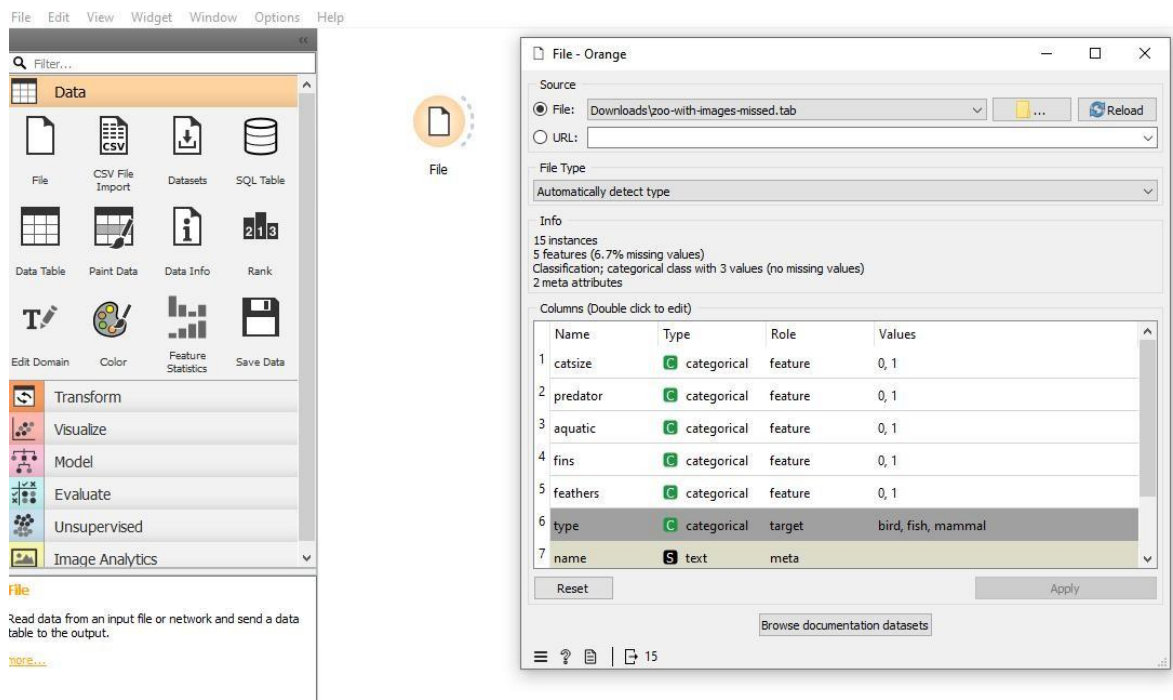 File Edit View Widget Window Options Help
Filter...
Data
File
CSV File
Import
Datasets
SQL Table
Data Table
Paint Data
Data Info
Rank
Edit Domain
Color
Feature
Statistics
Save Data
Transform
Visualize
Model
Evaluate
Unsupervised
Image Analytics
File
Read data from an input file or network and send a data
table to the output.
more...
File
File - Orange
Source
File: Downloads\zoo-with-images-missed.tab ... Reload
URL:
File Type
Automatically detect type
Info
15 instances
5 features (6.7% missing values)
Classification; categorical class with 3 values (no missing values)
2 meta attributes
Columns (Double click to edit)
Name Type Role Values
1 catsize C categorical feature 0, 1
2 predator C categorical feature 0, 1
3 aquatic C categorical feature 0, 1
4 fins C categorical feature 0, 1
5 feathers C categorical feature 0, 1
6 type C categorical target bird, fish, mammal
7 name S text meta
Reset Apply
Browse documentation datasets
? 15